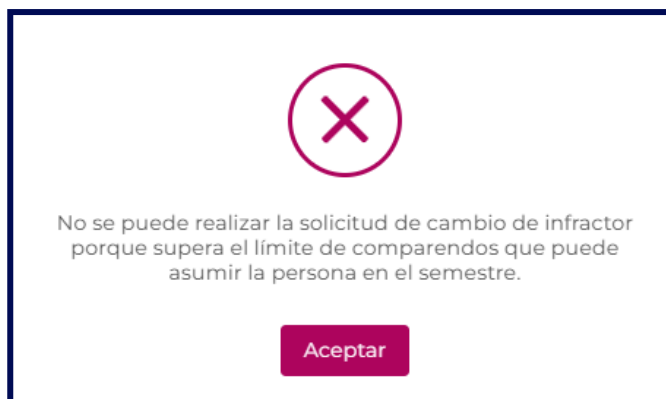 No se puede realizar la solicitud de cambio de infractor
porque supera el límite de comparendos que puede
asumir la persona en el semestre.
Aceptar